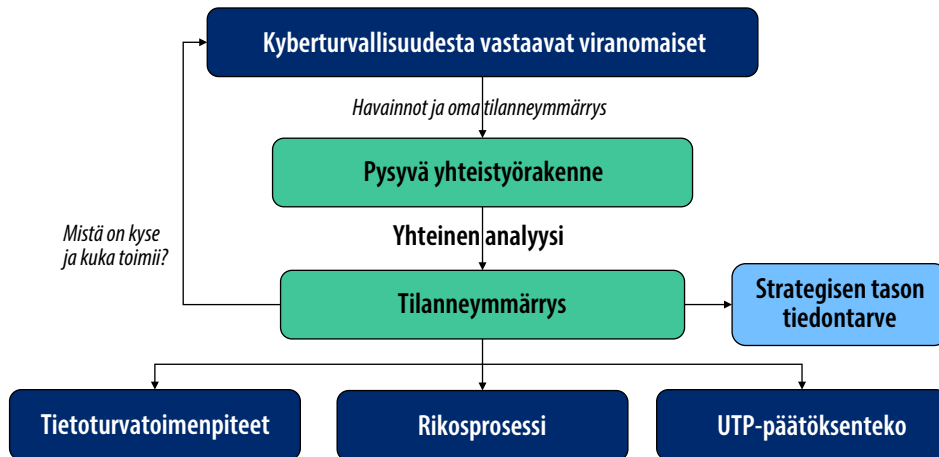 Kyberturvallisuudesta vastaavat viranomaiset
Havainnot ja oma tilanneymmärrys
Pysyvä yhteistyörakenne
Mistä on kyse
ja kuka toimii?
Yhteinen analyysi
Tilanneymmärrys
Strategisen tason
tiedontarve
Tietoturvatoimenpiteet
Rikosprosessi
UTP-päätöksenteko